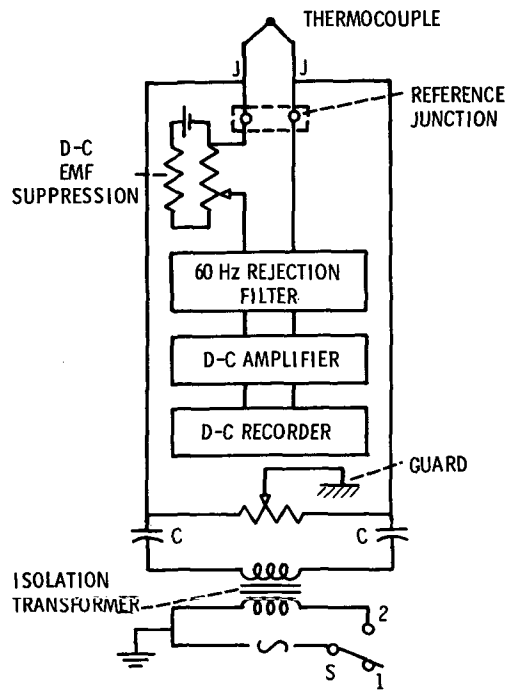 THERMOCOUPLE
J J
REFERENCE
JUNCTION
D-C
EMF
SUPPRESSION
60 Hz REJECTION
FILTER
D-C AMPLIFIER
D-C RECORDER
GUARD
C C
ISOLATION
TRANSFORMER
2
S 1